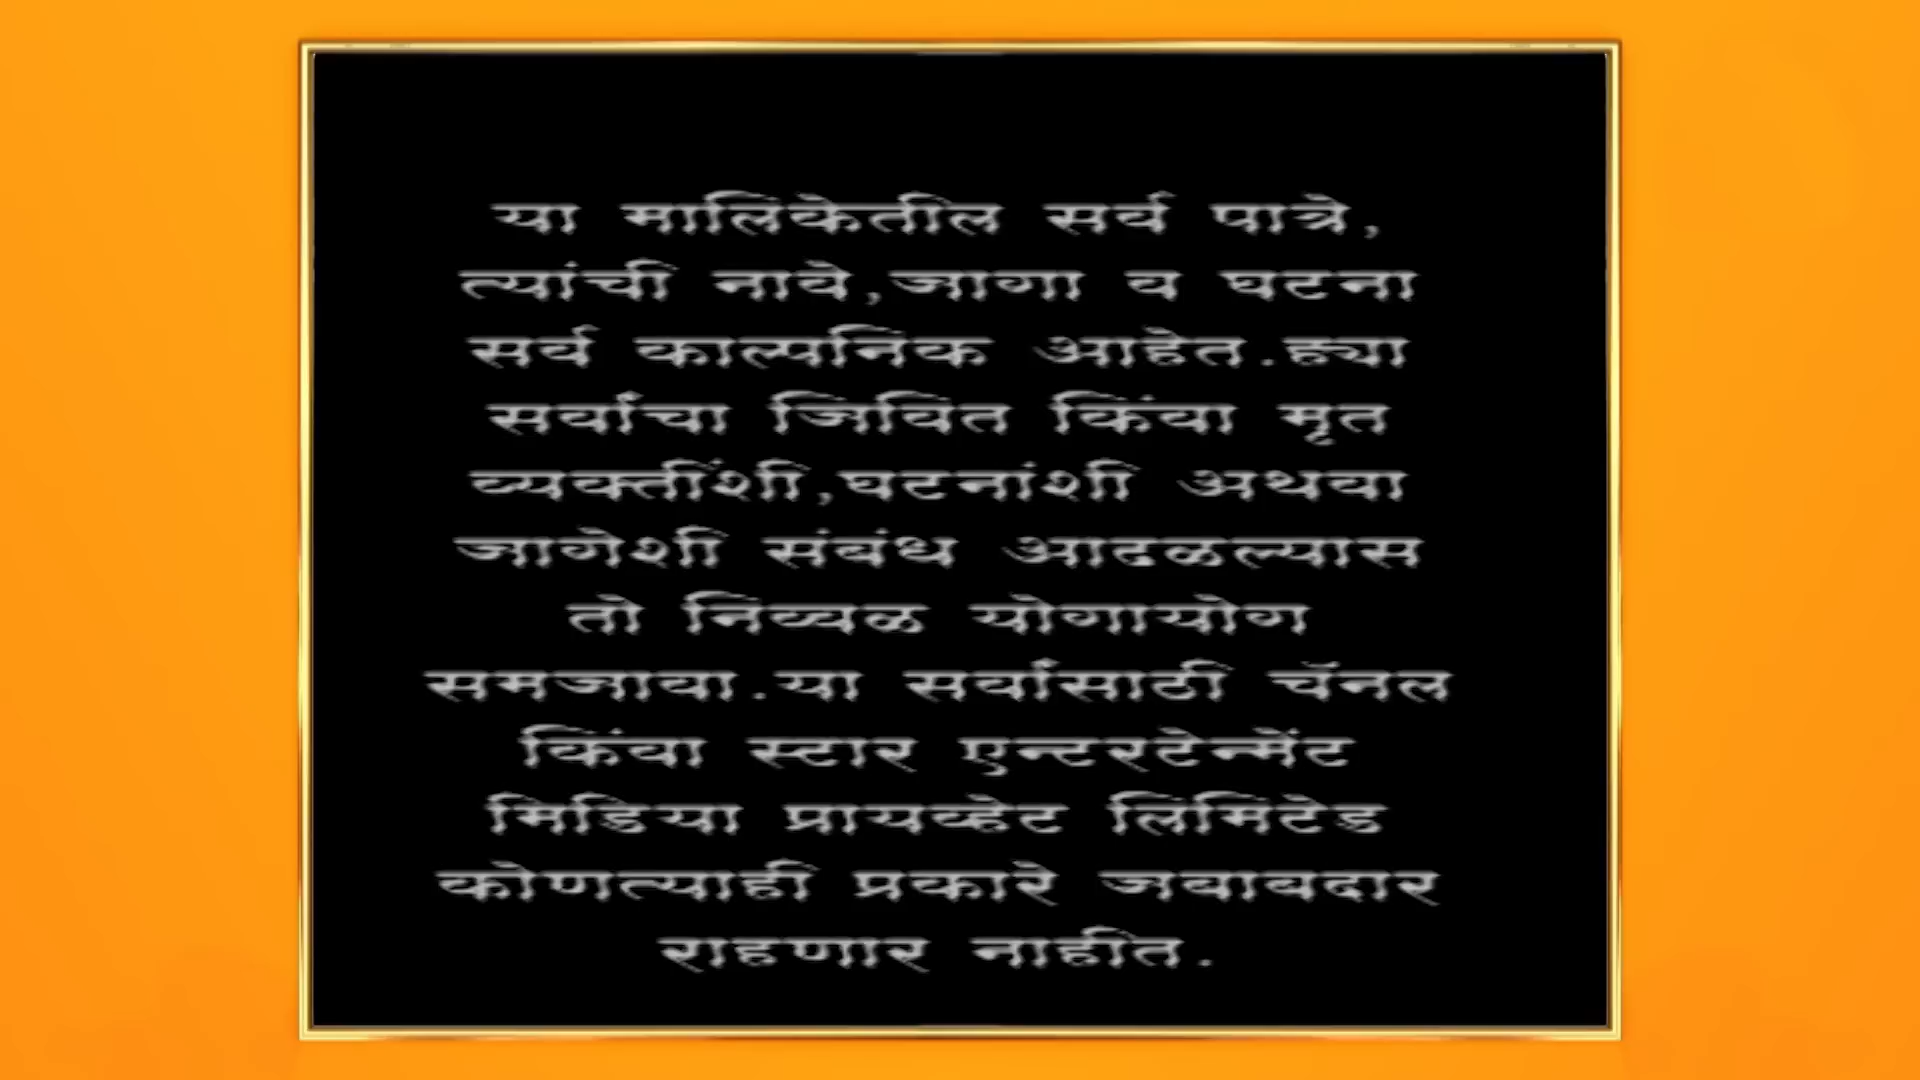 या मालिकेतील सर्व पात्रे,
त्यांची नावे,जागा व घटना
सर्व काल्पनिक आहेत.ह्या
सर्वांचा जिवित किंवा मृत
व्यक्तींशी,घटनांशी अथवा
जागेशी संबंध आढळल्यास
तो निव्वळ योगायोग
समजावा.या सर्वांसाठी चॅनल
किंवा स्टार एन्टरटेन्मेंट
मिडिया प्रायव्हेट लिमिटेड
कोणत्याही प्रकारे जबाबदार
राहणार नाहीत.